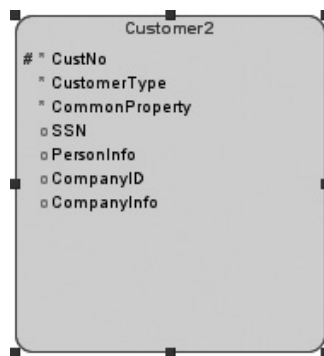 Customer2
# * CustNo
* CustomerType
* CommonProperty
o SSN
o PersonInfo
o CompanyID
o CompanyInfo